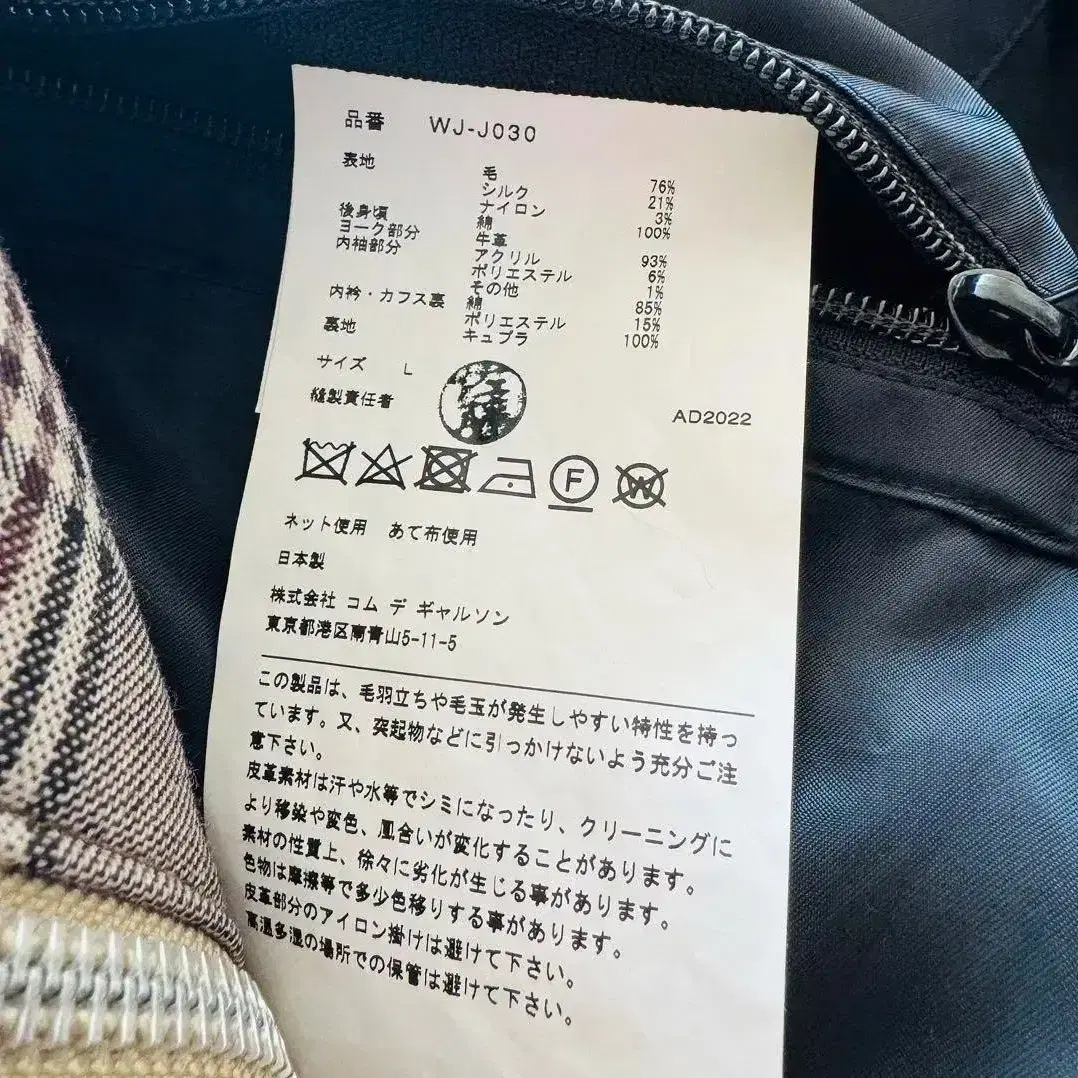 品番 WJ-J030
表地 毛 76%
シルク 21%
ナイロン 3%
後身頃 綿 100%
ヨーク部分 牛革
内袖部分 アクリル 93%
ポリエステル 6%
その他 1%
内衿・カフス裏 綿 85%
ポリエステル 15%
裏地 キュプラ 100%
サイズ L
縫製責任者 佐藤 AD2022
F W
ネット使用 あて布使用
日本製
株式会社 コム デ ギャルソン
東京都港区南青山5-11-5
この製品は、毛羽立ちや毛玉が発生しやすい特性を持っ
ています。又、突起物などに引っかけないよう充分ご注
意下さい。
皮革素材は汗や水等でシミになったり、クリーニングに
より移染や変色、風合いが変化することがあります。
素材の性質上、徐々に劣化が生じる事があります。
色物は摩擦等で多少色移りする事があります。
皮革部分のアイロン掛けは避けて下さい。
高温多湿の場所での保管は避けて下さい。